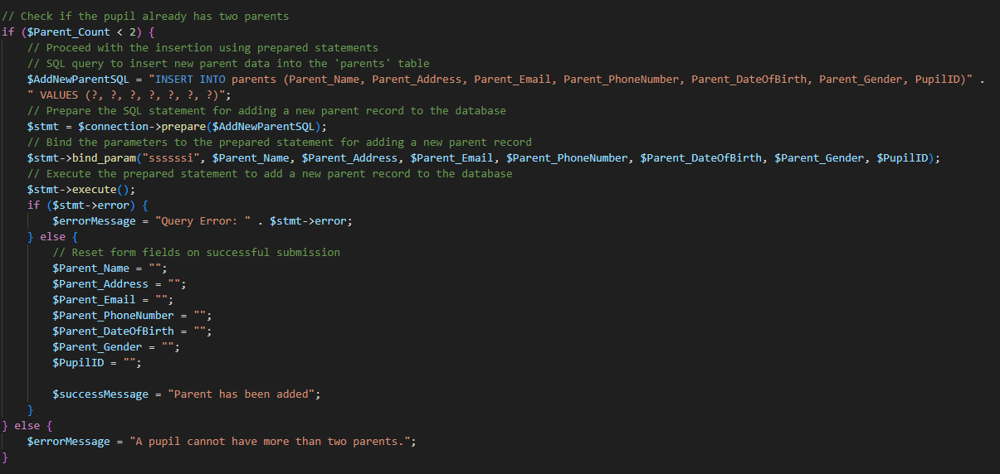 // Check if the pupil already has two parents
if ($Parent_Count < 2) {
// Proceed with the insertion using prepared statements
// SQL query to insert new parent data into the 'parents' table
$AddNewParentSQL = "INSERT INTO parents (Parent_Name, Parent_Address, Parent_Email, Parent_PhoneNumber, Parent_DateOfBirth, Parent_Gender, PupilID)" .
" VALUES (?, ?, ?, ?, ?, ?, ?)";
// Prepare the SQL statement for adding a new parent record to the database
$stmt = $connection->prepare($AddNewParentSQL);
// Bind the parameters to the prepared statement for adding a new parent record
$stmt->bind_param("ssssssi", $Parent_Name, $Parent_Address, $Parent_Email, $Parent_PhoneNumber, $Parent_DateOfBirth, $Parent_Gender, $PupilID);
// Execute the prepared statement to add a new parent record to the database
$stmt->execute();
if ($stmt->error) {
$errorMessage = "Query Error: " . $stmt->error;
} else {
// Reset form fields on successful submission
$Parent_Name = "";
$Parent_Address = "";
$Parent_Email = "";
$Parent_PhoneNumber = "";
$Parent_DateOfBirth = "";
$Parent_Gender = "";
$PupilID = "";
$successMessage = "Parent has been added";
}
} else {
$errorMessage = "A pupil cannot have more than two parents.";
}